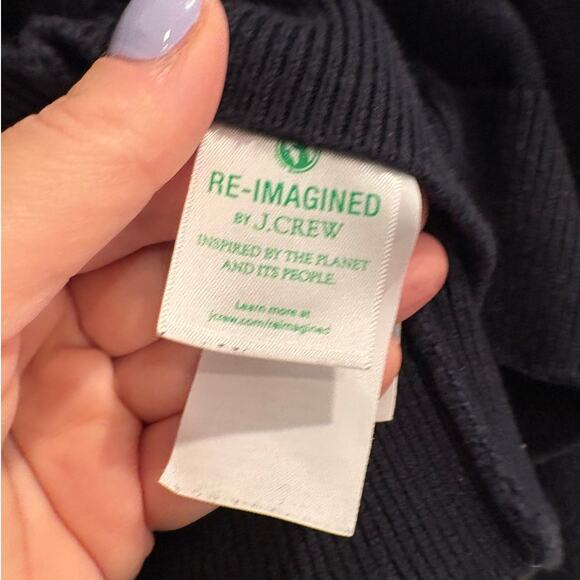 RE-IMAGINED
BY J.CREW
INSPIRED BY THE PLANET
AND ITS PEOPLE.
Learn more at
jcrew.com/reimagined